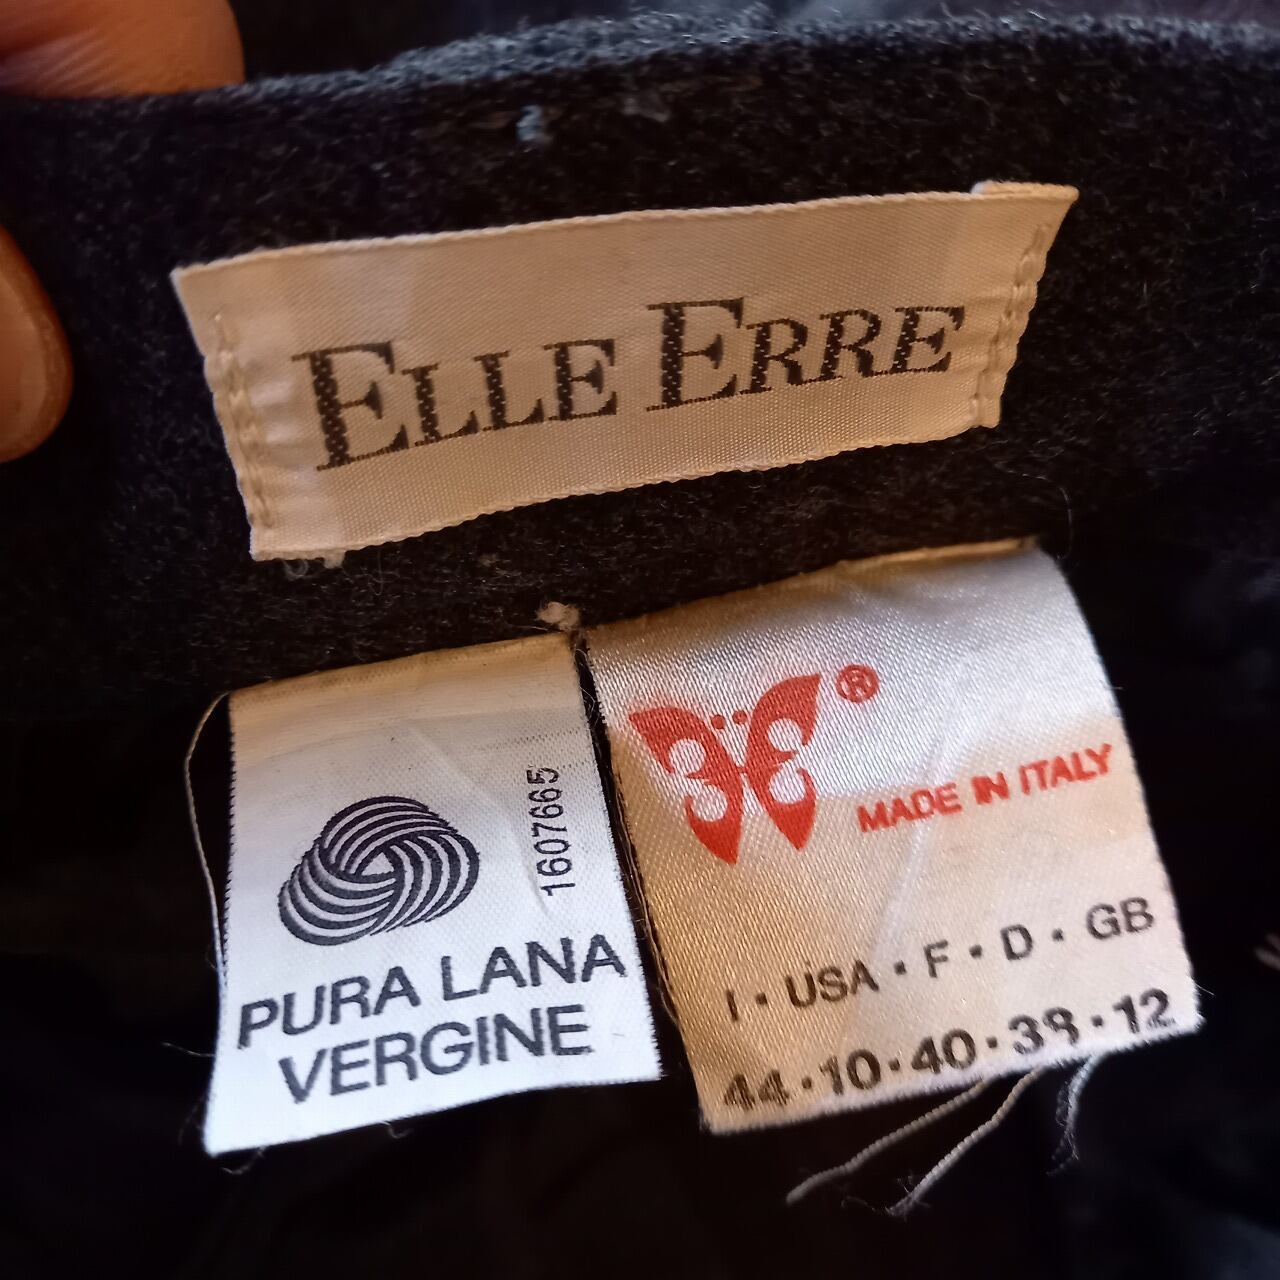 ELLE ERRE
1607665
PURA LANA
VERGINE
®
MADE IN ITALY
I · USA · F · D · GB
44 · 10 · 40 · 38 · 12